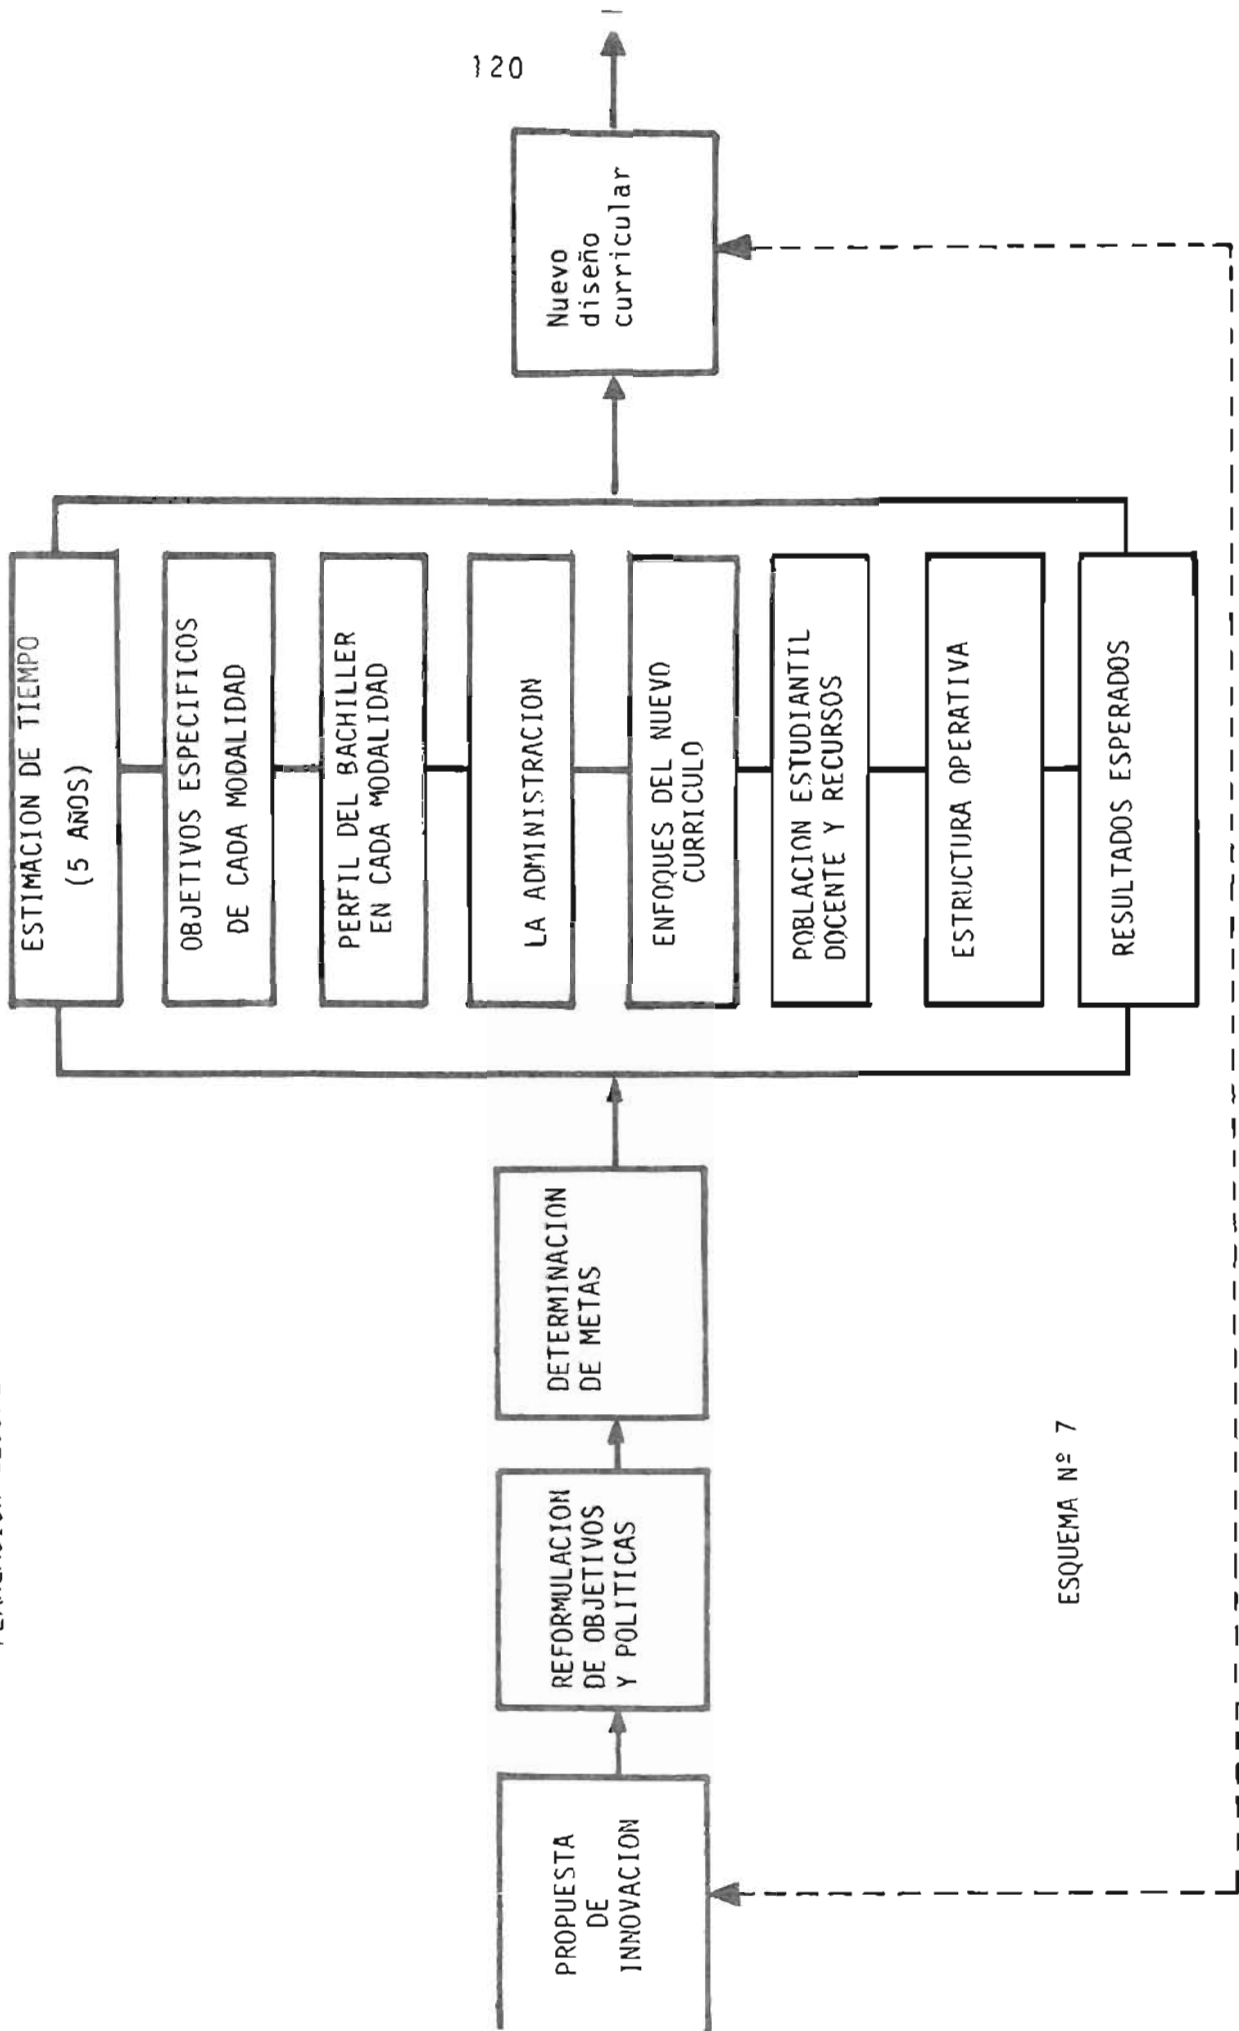 120
PROPUESTA
DE
INNOVACION
REFORMULACION
DE OBJETIVOS
Y POLITICAS
DETERMINACION
DE METAS
ESTIMACION DE TIEMPO
(5 AÑOS)
OBJETIVOS ESPECIFICOS
DE CADA MODALIDAD
PERFIL DEL BACHILLER
EN CADA MODALIDAD
LA ADMINISTRACION
ENFOQUES DEL NUEVO
CURRICULO
POBLACION ESTUDIANTIL
DOCENTE Y RECURSOS
ESTRUCTURA OPERATIVA
RESULTADOS ESPERADOS
Nuevo
diseño
curricular
ESQUEMA Nº 7